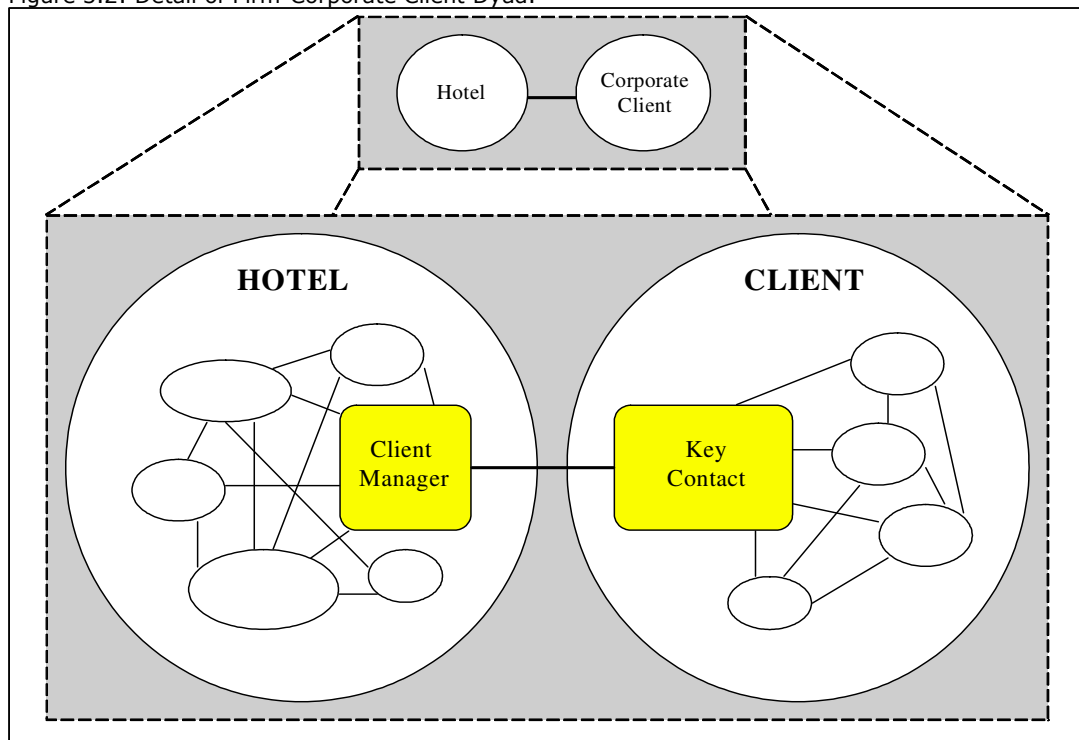 Figure 3.2. Detail of Firm-Corporate Client Dyad.
Hotel
Corporate
Client
HOTEL
CLIENT
Client
Manager
Key
Contact